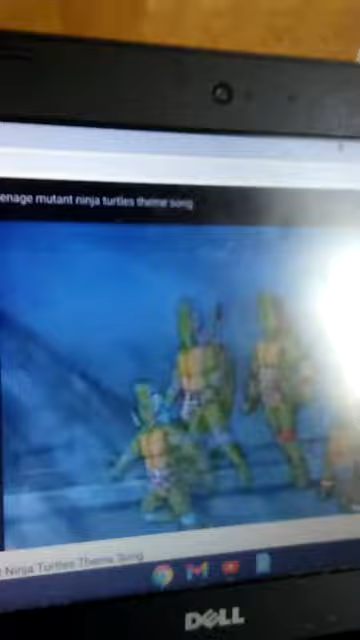 enage mutant ninja turtles theme song
t Ninja Turtles Theme Song
DELL